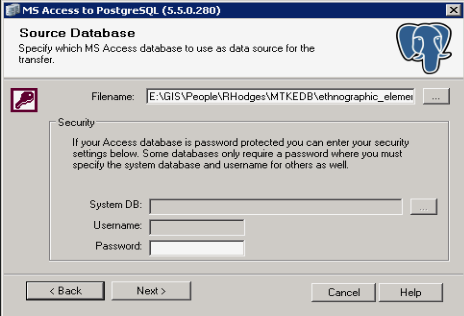 MS Access to PostgreSQL (5.5.0.280)
Source Database
Specify which MS Access database to use as data source for the
transfer.
Filename: E:\GIS\People\RHodges\MTKEDB\ethnographic_elemer ...
Security
If your Access database is password protected you can enter your security
settings below. Some databases only require a password where you must
specify the system database and username for others as well.
System DB: ...
Username:
Password:
< Back Next > Cancel Help